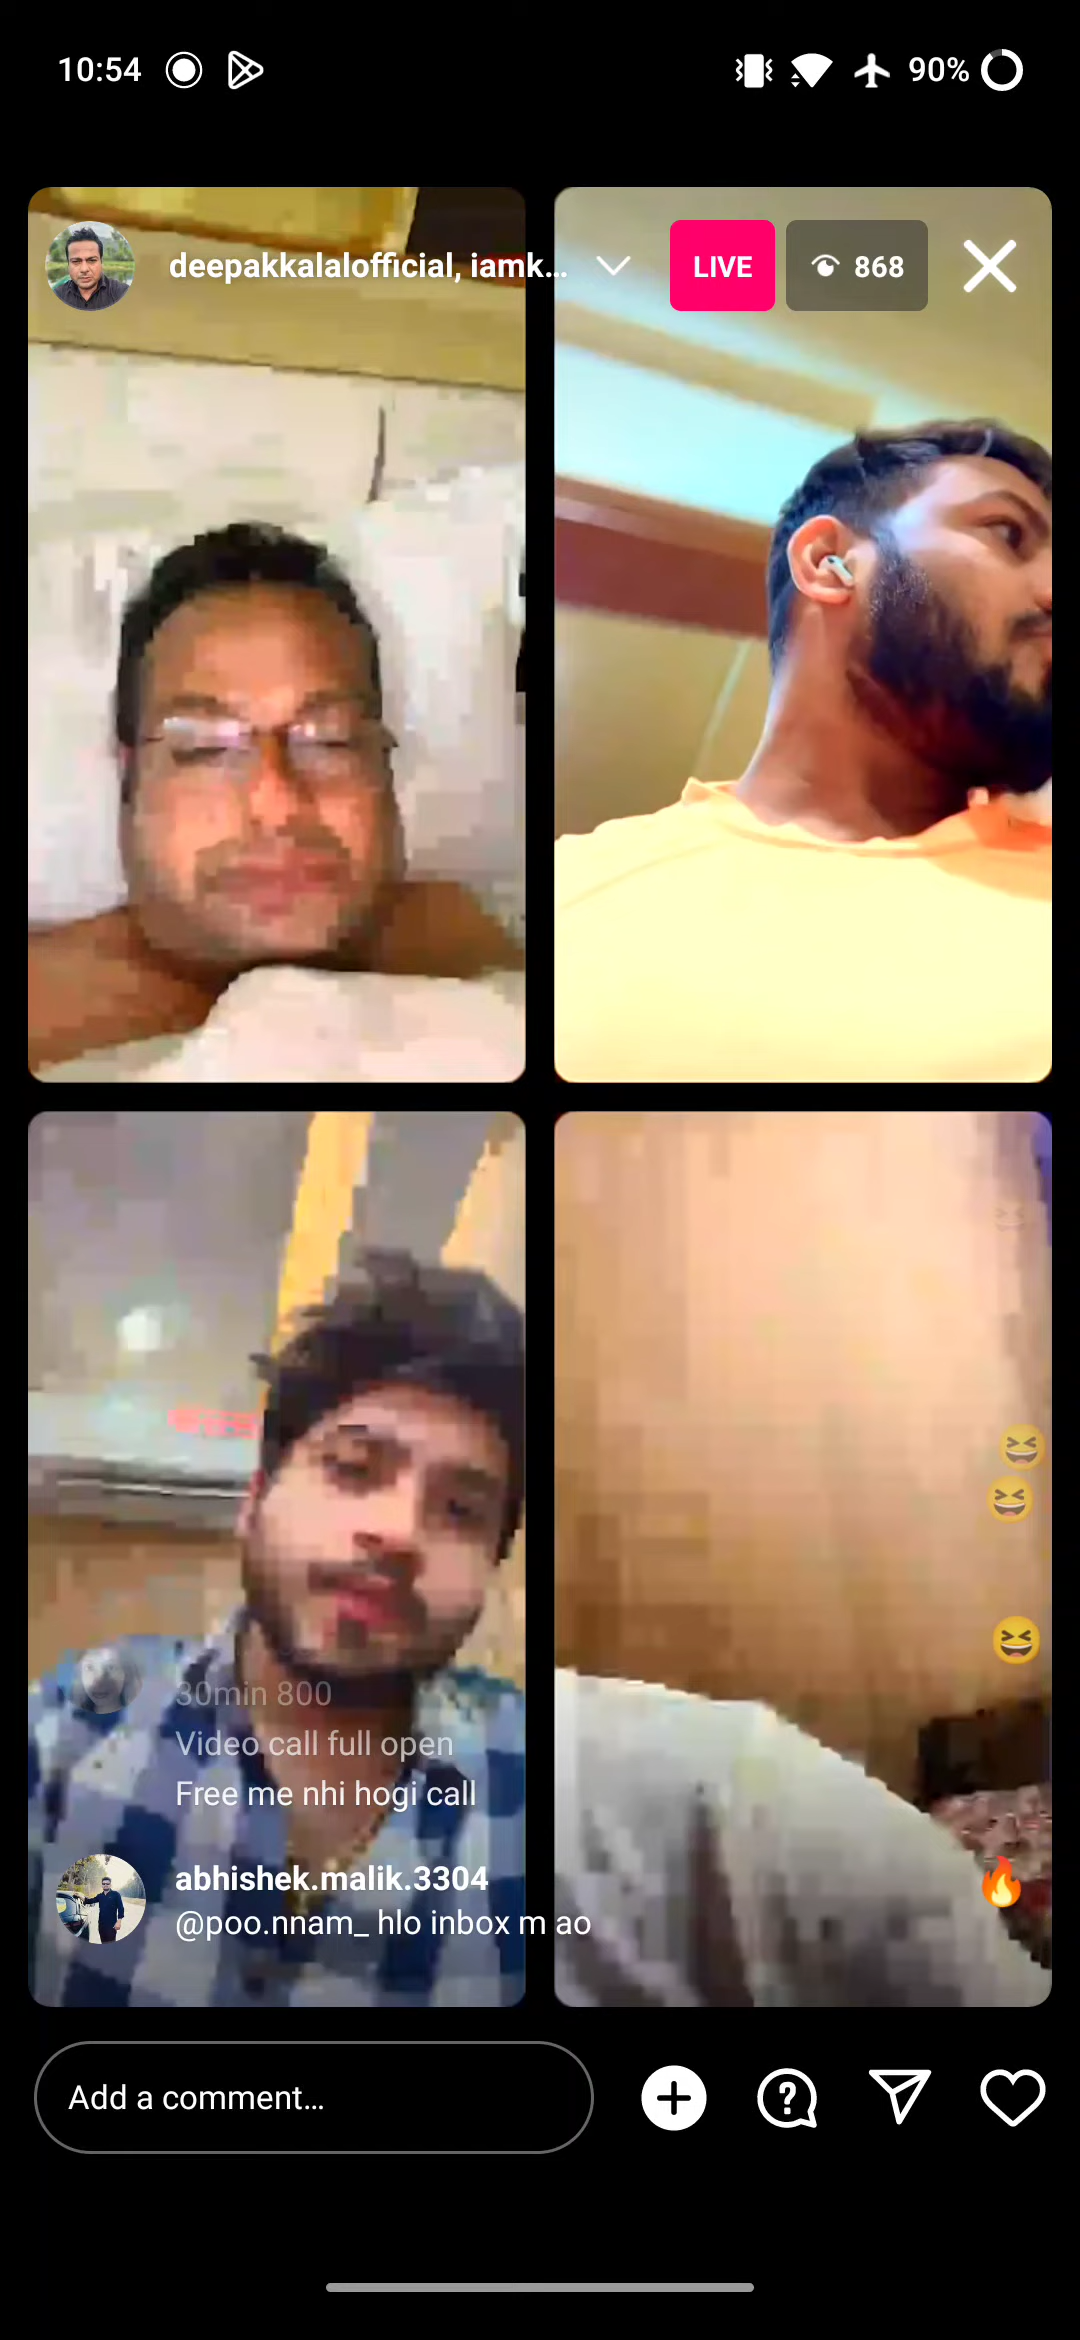 10:54
90%
deepakkalalofficial, iamk...
LIVE
868
30min 800
Video call full open
Free me nhi hogi call
abhishek.malik.3304
@poo.nnam_ hlo inbox m ao
Add a comment...